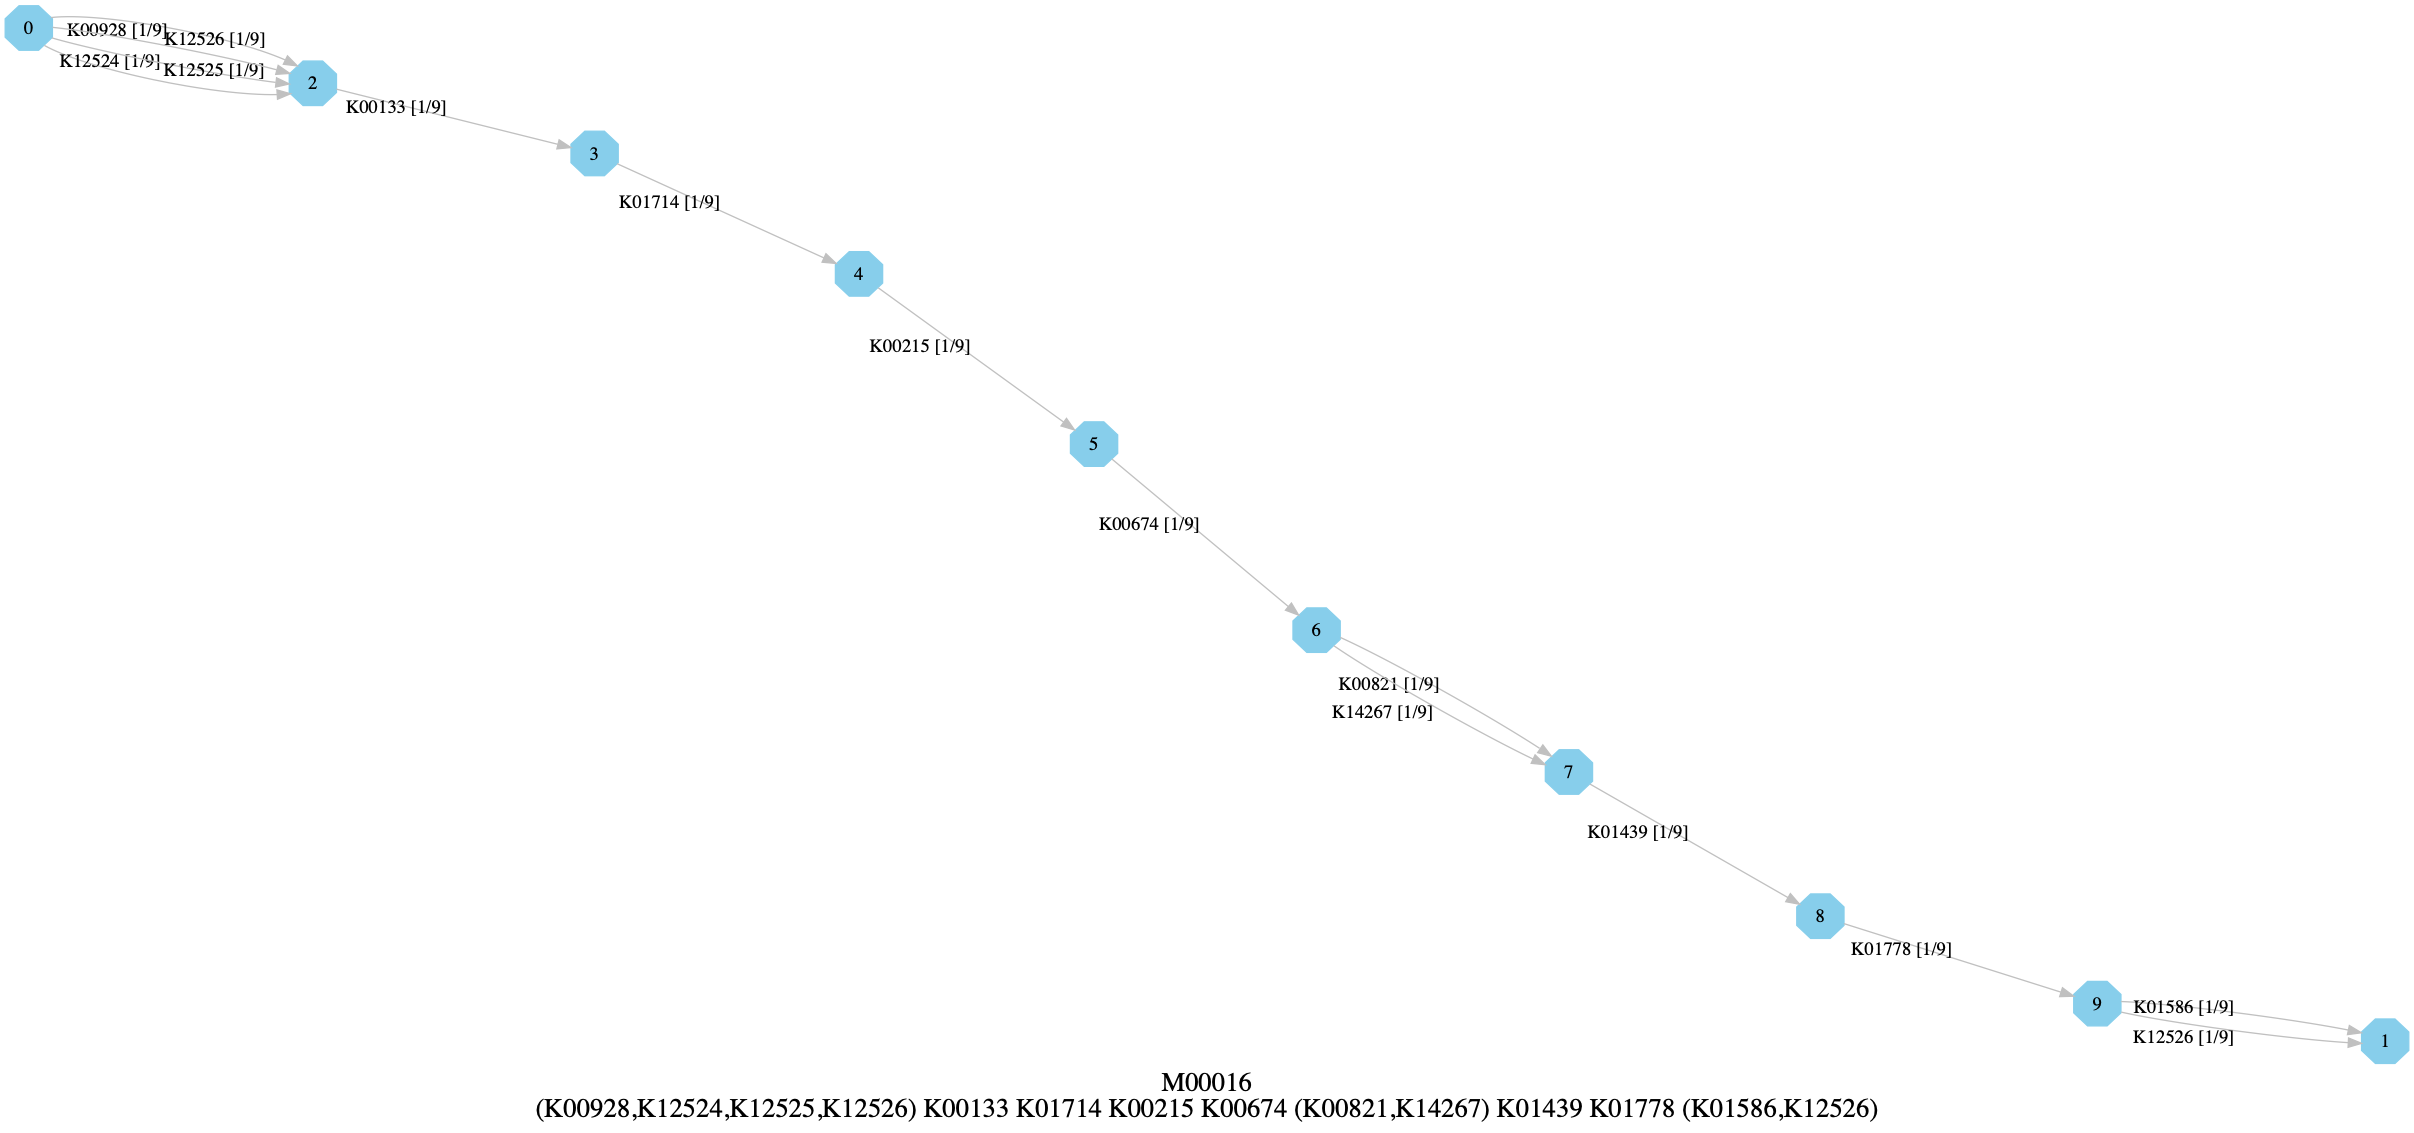 0
K00928 [1/9]
K12526 [1/9]
K12524 [1/9]
K12525 [1/9]
2
K00133 [1/9]
3
K01714 [1/9]
4
K00215 [1/9]
5
K00674 [1/9]
6
K00821 [1/9]
K14267 [1/9]
7
K01439 [1/9]
8
K01778 [1/9]
9
K01586 [1/9]
K12526 [1/9]
1
M00016
(K00928,K12524,K12525,K12526) K00133 K01714 K00215 K00674 (K00821,K14267) K01439 K01778 (K01586,K12526)